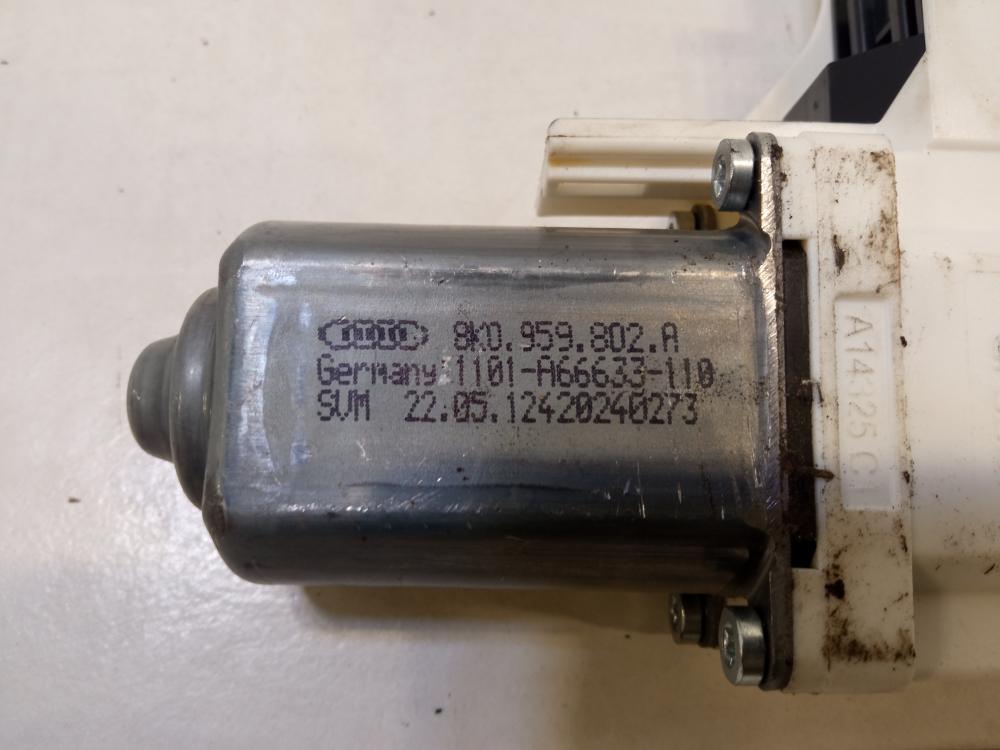 8K0.959.802.A
Germany 1101-A66633-110
SVM 22.05.12420240273
A14325 C